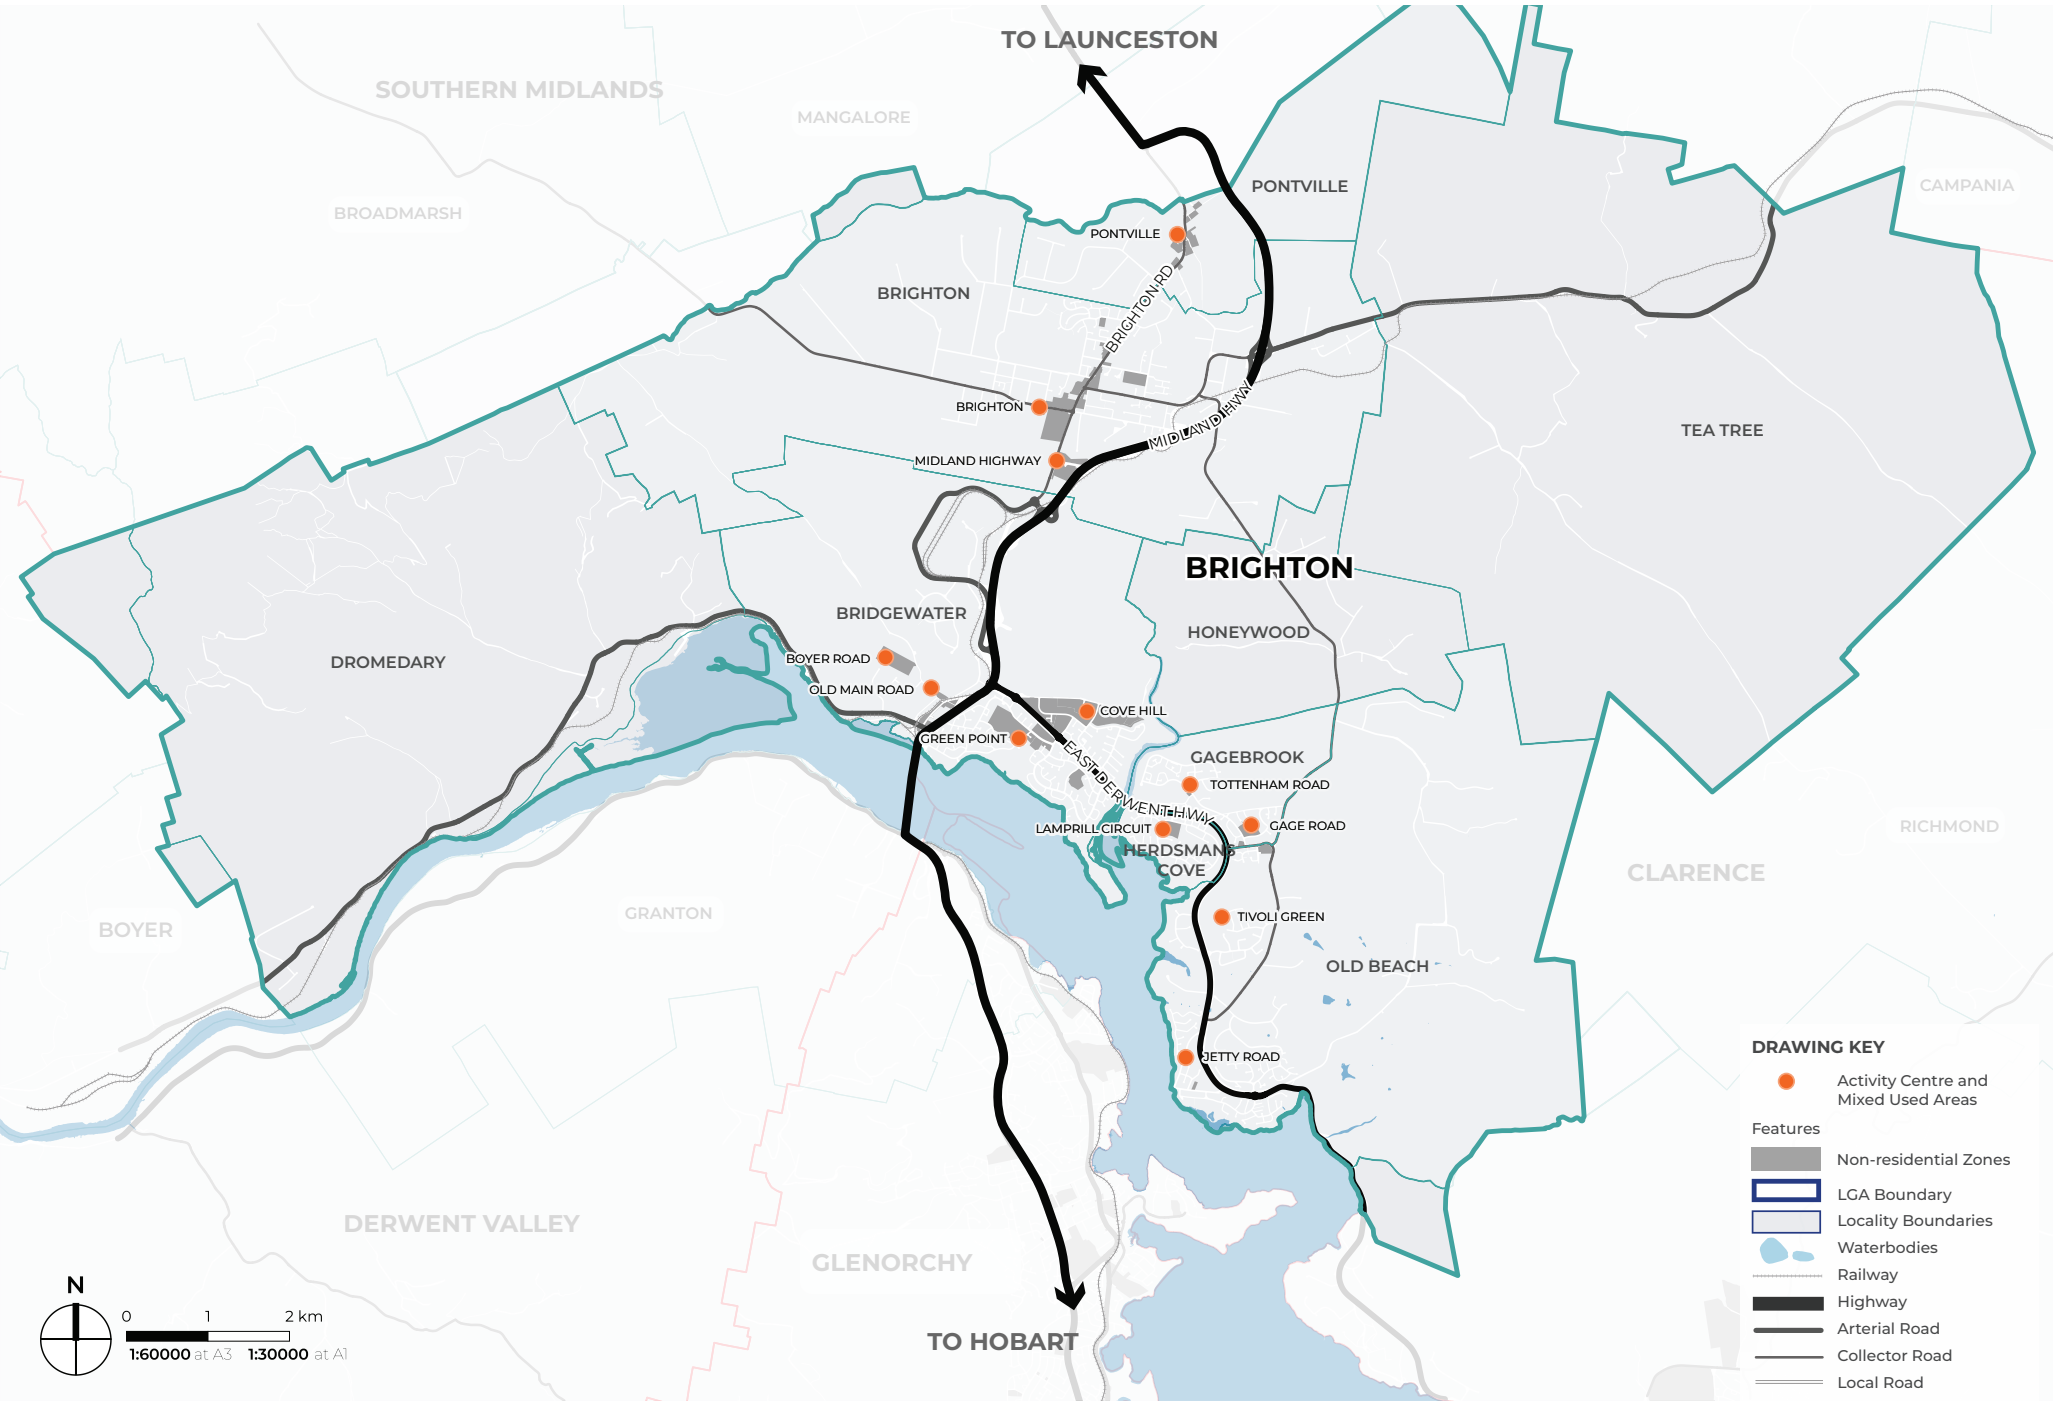 TO LAUNCESTON
SOUTHERN MIDLANDS
MANGALORE
PONTVILLE
CAMPANIA
BROADMARSH
PONTVILLE
BRIGHTON RD
BRIGHTON
BRIGHTON
MIDLAND HWY
TEA TREE
MIDLAND HIGHWAY
BRIGHTON
BRIDGEWATER
HONEYWOOD
DROMEDARY
BOYER ROAD
OLD MAIN ROAD
COVE HILL
GREEN POINT
EAST DERWENT HWY
GAGEBROOK
TOTTENHAM ROAD
LAMPRILL CIRCUIT
GAGE ROAD
RICHMOND
HERDSMANS
COVE
CLARENCE
GRANTON
TIVOLI GREEN
BOYER
OLD BEACH
JETTY ROAD
DERWENT VALLEY
GLENORCHY
TO HOBART
N
0 1 2 km
1:60000 at A3 1:30000 at A1
DRAWING KEY
Activity Centre and
Mixed Used Areas
Features
Non-residential Zones
LGA Boundary
Locality Boundaries
Waterbodies
Railway
Highway
Arterial Road
Collector Road
Local Road